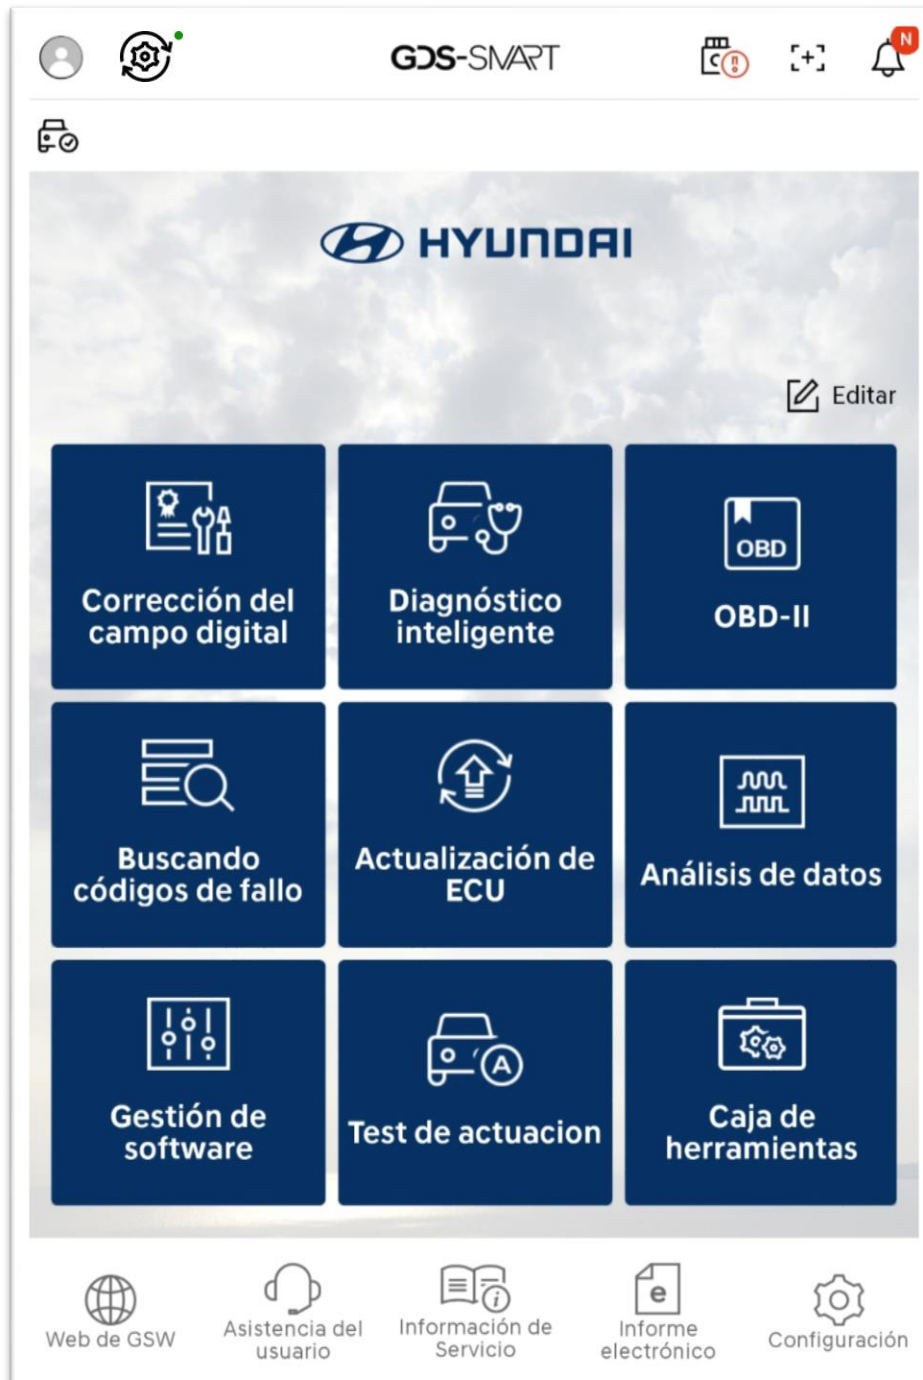 GDS-SMART
N
HYUNDAI
Editar
Corrección del
campo digital
Diagnóstico
inteligente
OBD
OBD-II
Buscando
códigos de fallo
Actualización de
ECU
Análisis de datos
Gestión de
software
A
Test de actuacion
Caja de
herramientas
Web de GSW
Asistencia del
usuario
Información de
Servicio
e
Informe
electrónico
Configuración